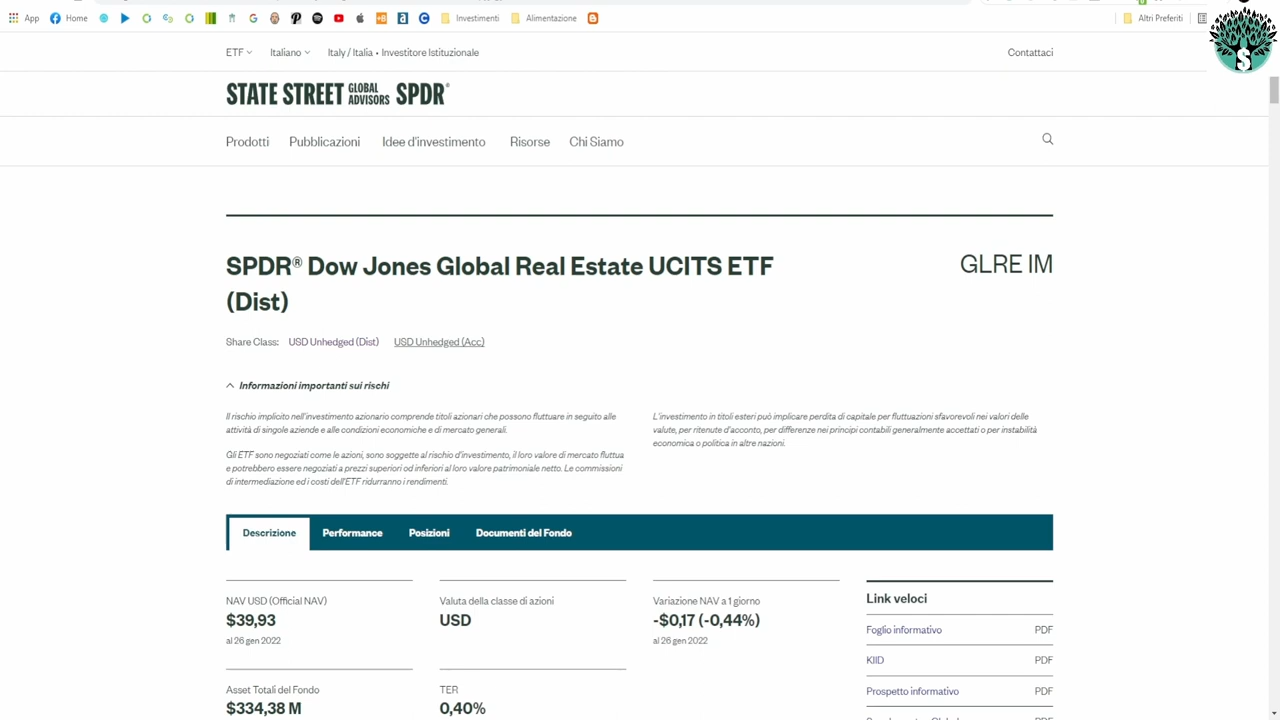 App
Home
Investimenti
Alimentazione
Altri Preferiti
ETF
Italiano
Italy / Italia • Investitore Istituzionale
Contattaci
STATE STREET GLOBAL ADVISORS SPDR®
Prodotti
Pubblicazioni
Idee d'investimento
Risorse
Chi Siamo
SPDR® Dow Jones Global Real Estate UCITS ETF
(Dist)
GLRE IM
Share Class: USD Unhedged (Dist) USD Unhedged (Acc)
Informazioni importanti sui rischi
Il rischio implicito nell'investimento azionario comprende titoli azionari che possono fluttuare in seguito alle
attività di singole aziende e alle condizioni economiche e di mercato generali.
Gli ETF sono negoziati come le azioni, sono soggette al rischio d'investimento, il loro valore di mercato fluttua
e potrebbero essere negoziati a prezzi superiori od inferiori al loro valore patrimoniale netto. Le commissioni
di intermediazione ed i costi dell'ETF ridurranno i rendimenti.
L'investimento in titoli esteri può implicare perdita di capitale per fluttuazioni sfavorevoli nei valori delle
valute, per ritenute d'acconto, per differenze nei principi contabili generalmente accettati o per instabilità
economica o politica in altre nazioni.
Descrizione
Performance
Posizioni
Documenti del Fondo
NAV USD (Official NAV)
$39,93
al 26 gen 2022
Valuta della classe di azioni
USD
Variazione NAV a 1 giorno
-$0,17 (-0,44%)
al 26 gen 2022
Asset Totali del Fondo
$334,38 M
TER
0,40%
Link veloci
Foglio informativo PDF
KIID PDF
Prospetto informativo PDF